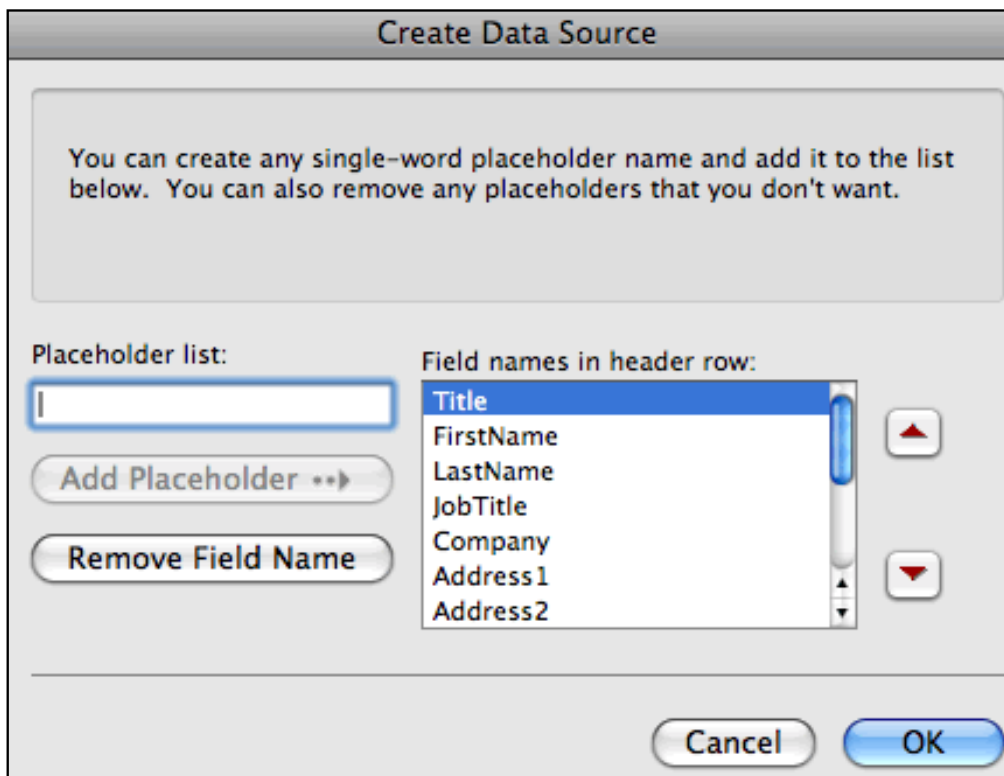 Create Data Source
You can create any single-word placeholder name and add it to the list
below. You can also remove any placeholders that you don't want.
Placeholder list:
Add Placeholder
Remove Field Name
Field names in header row:
Title
FirstName
LastName
JobTitle
Company
Address1
Address2
Cancel
OK